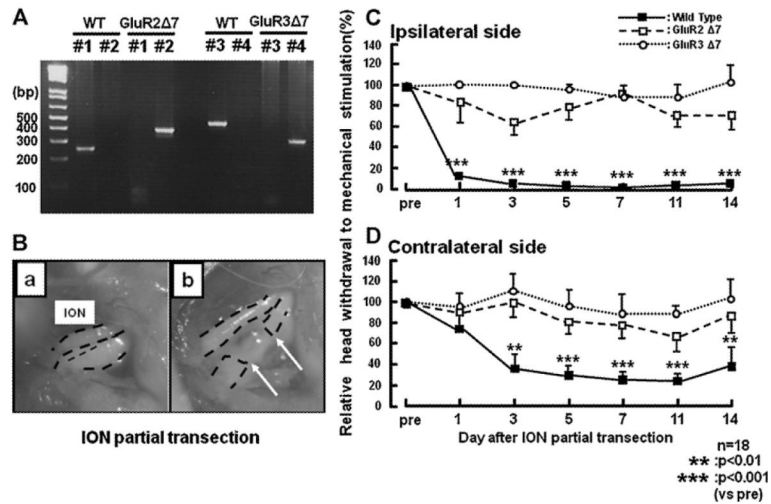 A
WT GluR2Δ7 WT GluR3Δ7
#1 #2 #1 #2 #3 #4 #3 #4
(bp)
500
400
300
200
100
B
a
ION
b
ION partial transection
Relative head withdrawal to mechanical stimulation(%)
C
:Wild Type
:GluR2 Δ7
:GluR3 Δ7
Ipsilateral side
140
120
100
80
60
40
20
0
*** *** *** *** *** ***
pre 1 3 5 7 11 14
D
Contralateral side
140
120
100
80
60
40
20
0
** *** *** *** **
pre 1 3 5 7 11 14
Day after ION partial transection
n=18
** :p<0.01
*** :p<0.001
(vs pre)